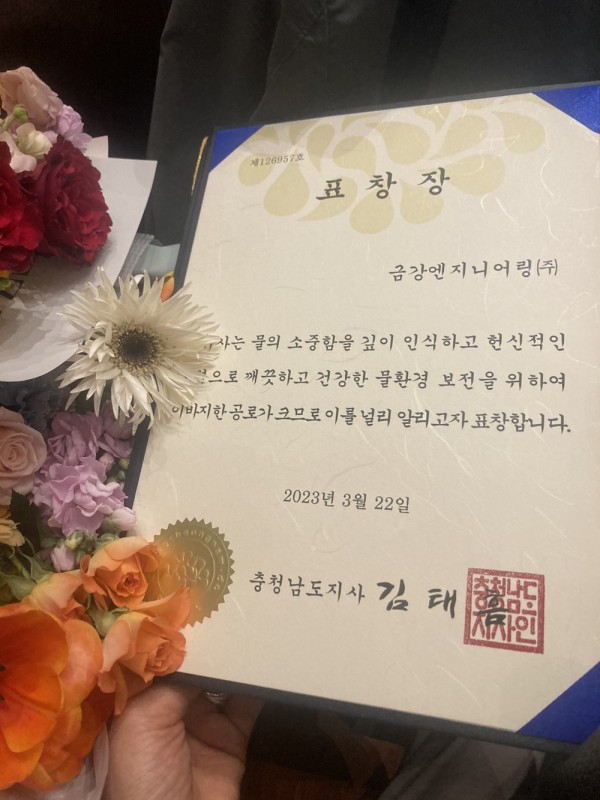 제126957호
표 창 장
금강엔지니어링(주)
물의 소중함을 깊이 인식하고 헌신적인
깨끗하고 건강한 물환경 보전을 위하여
이바지한 공로가 크므로 이를 널리 알리고자 표창합니다.
2023년 3월 22일
충청남도지사 김 태 흠
충청남도
지사인